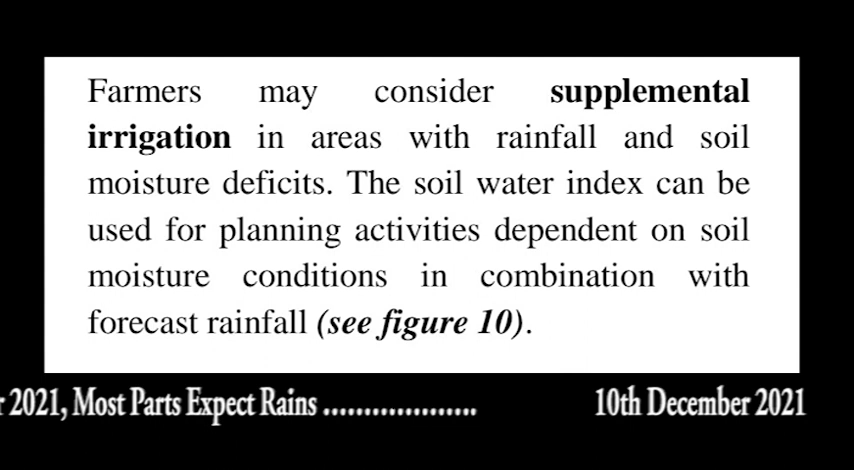 Farmers may consider supplemental
irrigation in areas with rainfall and soil
moisture deficits. The soil water index can be
used for planning activities dependent on soil
moisture conditions in combination with
forecast rainfall (see figure 10).
2021, Most Parts Expect Rains ................... 10th December 2021